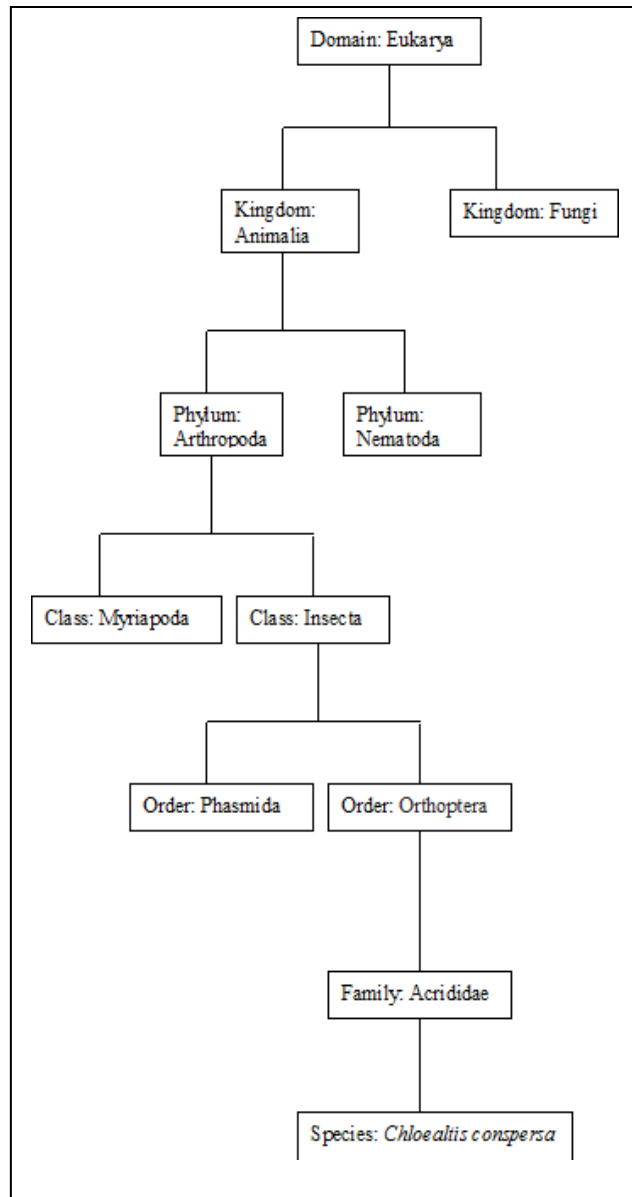 Domain: Eukarya
Kingdom:
Animalia
Kingdom: Fungi
Phylum:
Arthropoda
Phylum:
Nematoda
Class: Myriapoda
Class: Insecta
Order: Phasmida
Order: Orthoptera
Family: Acrididae
Species: Chloealtis conspersa